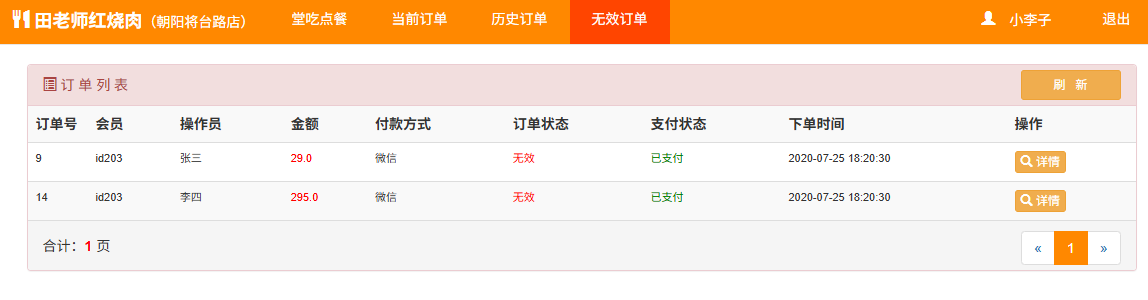 田老师红烧肉（朝阳将台路店） 堂吃点餐 当前订单 历史订单 无效订单 小李子 退出
订 单 列 表 刷 新
订单号 会员 操作员 金额 付款方式 订单状态 支付状态 下单时间 操作
9 id203 张三 29.0 微信 无效 已支付 2020-07-25 18:20:30 详情
14 id203 李四 295.0 微信 无效 已支付 2020-07-25 18:20:30 详情
合计：1 页 « 1 »